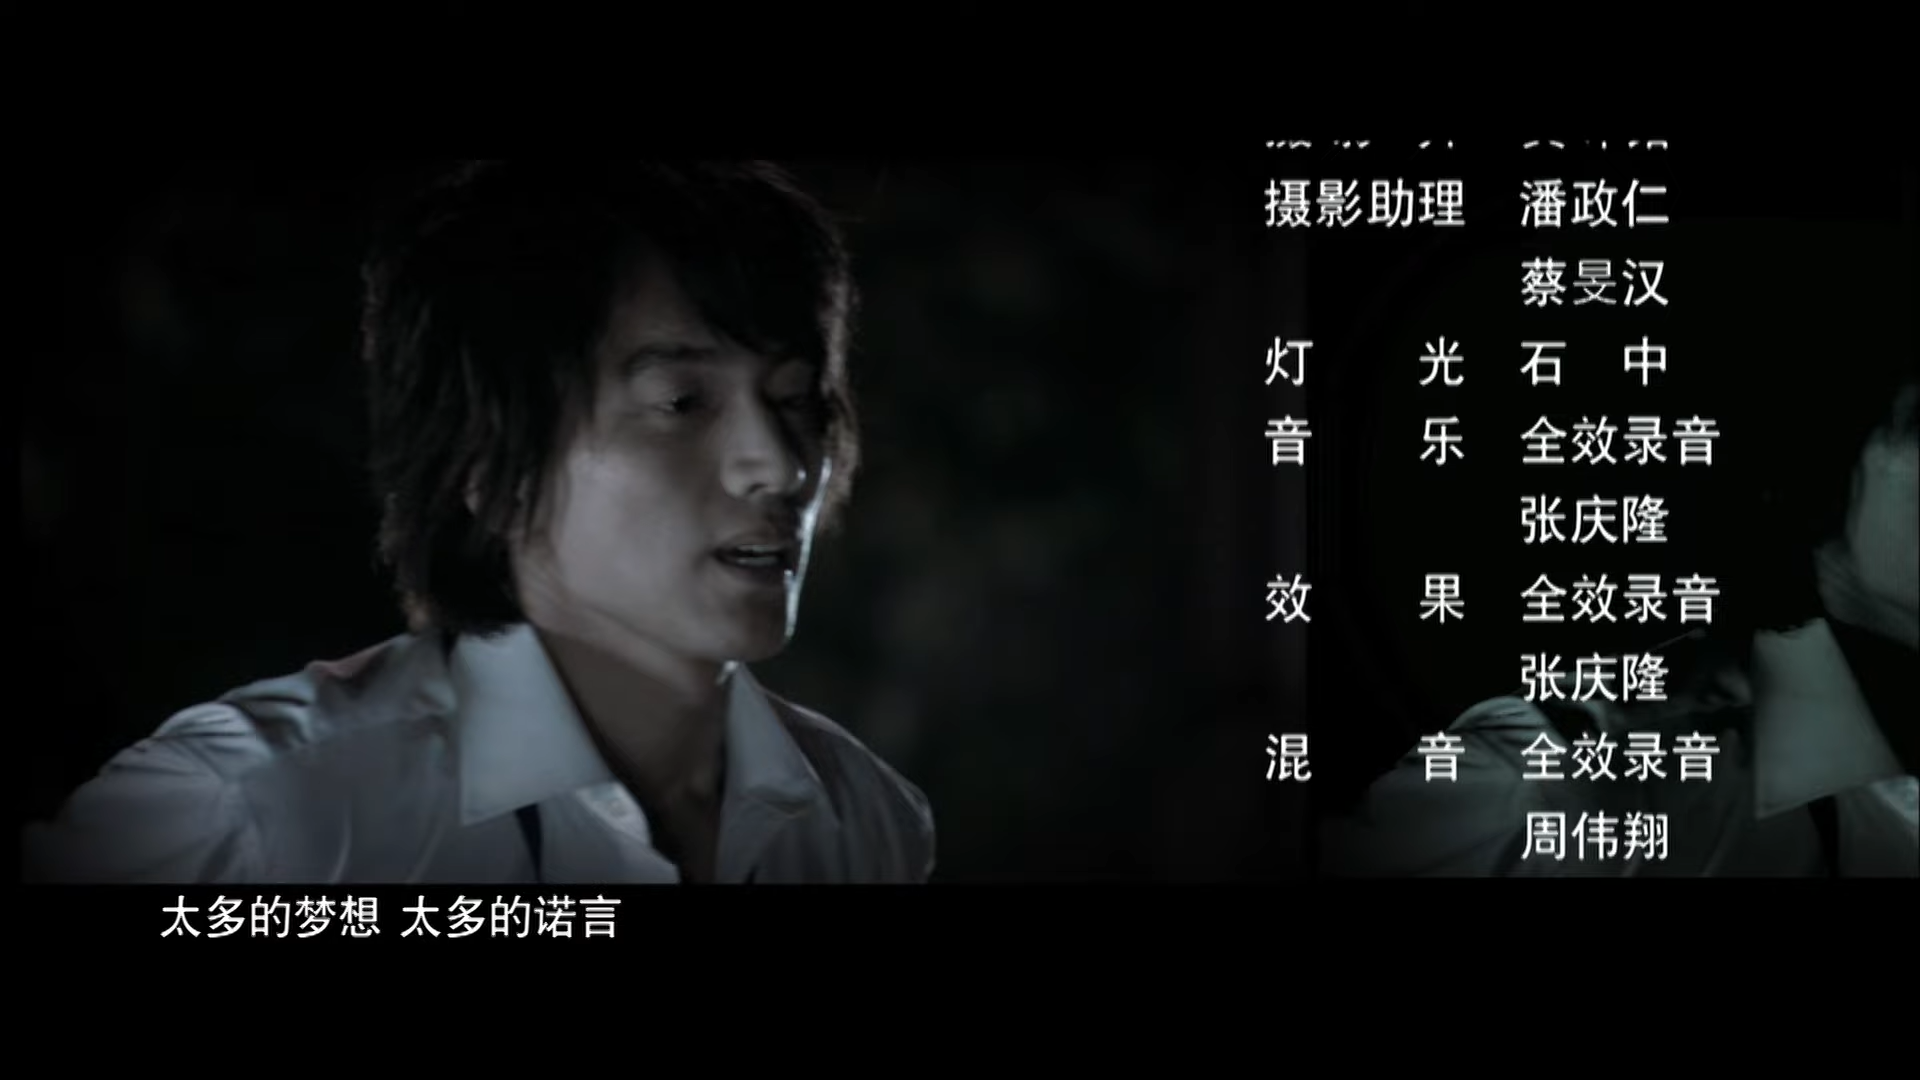 摄影助理 潘政仁
蔡旻汉
灯 光 石 中
音 乐 全效录音
张庆隆
效 果 全效录音
张庆隆
混 音 全效录音
周伟翔
太多的梦想 太多的诺言